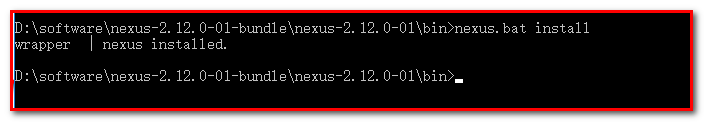 D:\software\nexus-2.12.0-01-bundle\nexus-2.12.0-01\bin>nexus.bat install
wrapper  | nexus installed.
D:\software\nexus-2.12.0-01-bundle\nexus-2.12.0-01\bin>